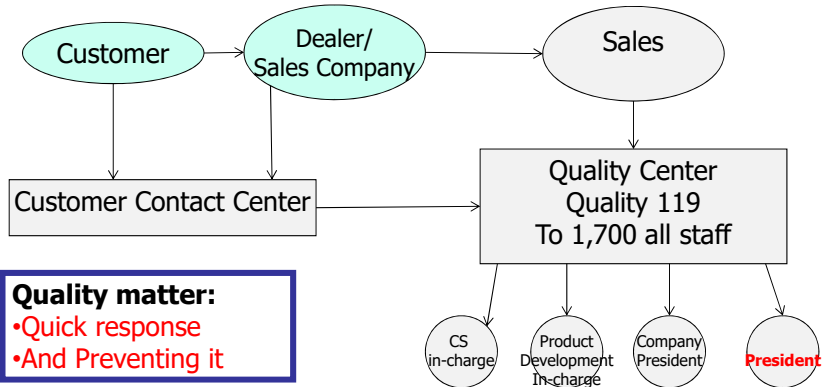 Customer
Dealer/
Sales Company
Sales
Customer Contact Center
Quality Center
Quality 119
To 1,700 all staff
Quality matter:
•Quick response
•And Preventing it
CS
in-charge
Product
Development
In-charge
Company
President
President